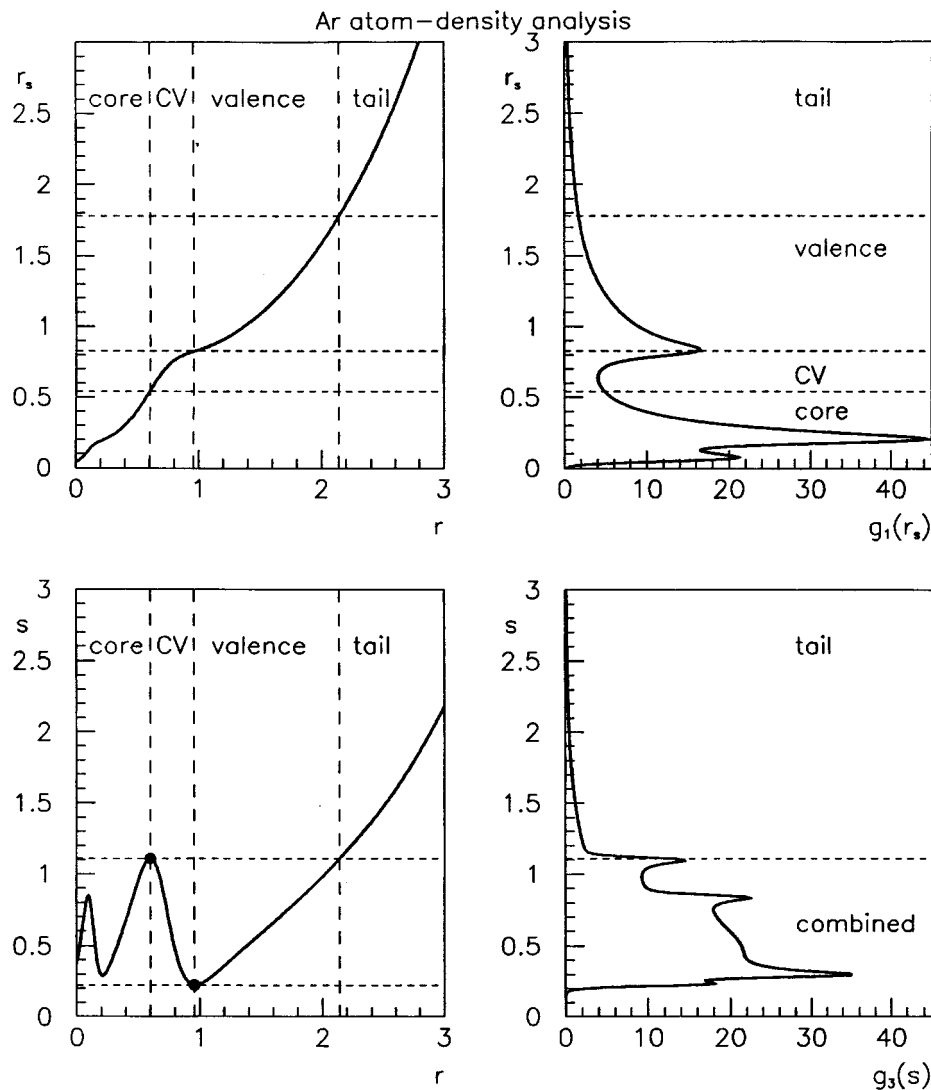 Ar atom-density analysis
3
r_s
core CV valence tail
2.5
2
1.5
1
0.5
0
0 1 2 3
r
3
r_s
tail
2.5
2
valence
1.5
1
CV
0.5
core
0
0 10 20 30 40
g₁(r_s)
3
s
core CV valence tail
2.5
2
1.5
1
0.5
0
0 1 2 3
r
3
s
tail
2.5
2
1.5
1
combined
0.5
0
0 10 20 30 40
g₃(s)